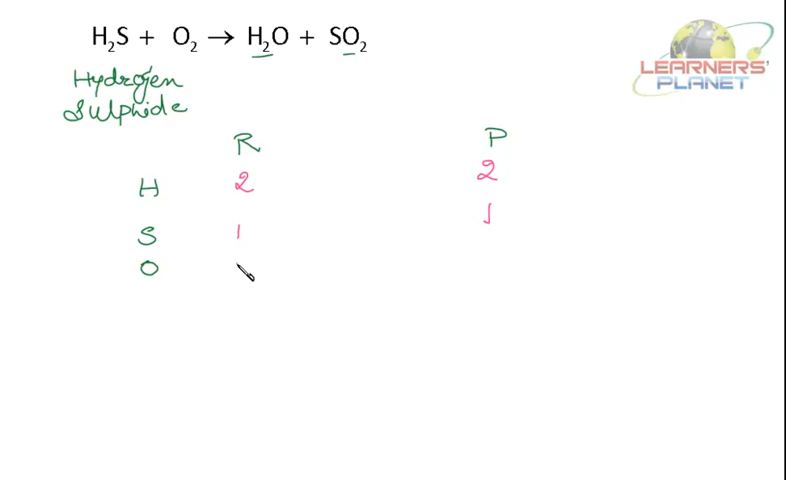 H₂S + O₂ → H₂O + SO₂
LEARNERS'
PLANET
Hydrogen
Sulphide
R P
H 2 2
S 1 1
O